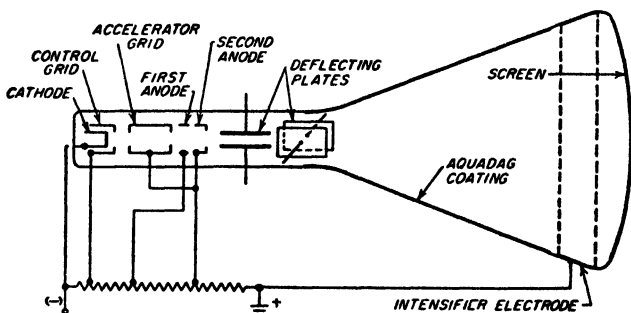 ACCELERATOR
GRID
CONTROL
GRID
CATHODE
FIRST
ANODE
SECOND
ANODE
DEFLECTING
PLATES
SCREEN
AQUADAG
COATING
INTENSIFIER ELECTRODE
(-)
+